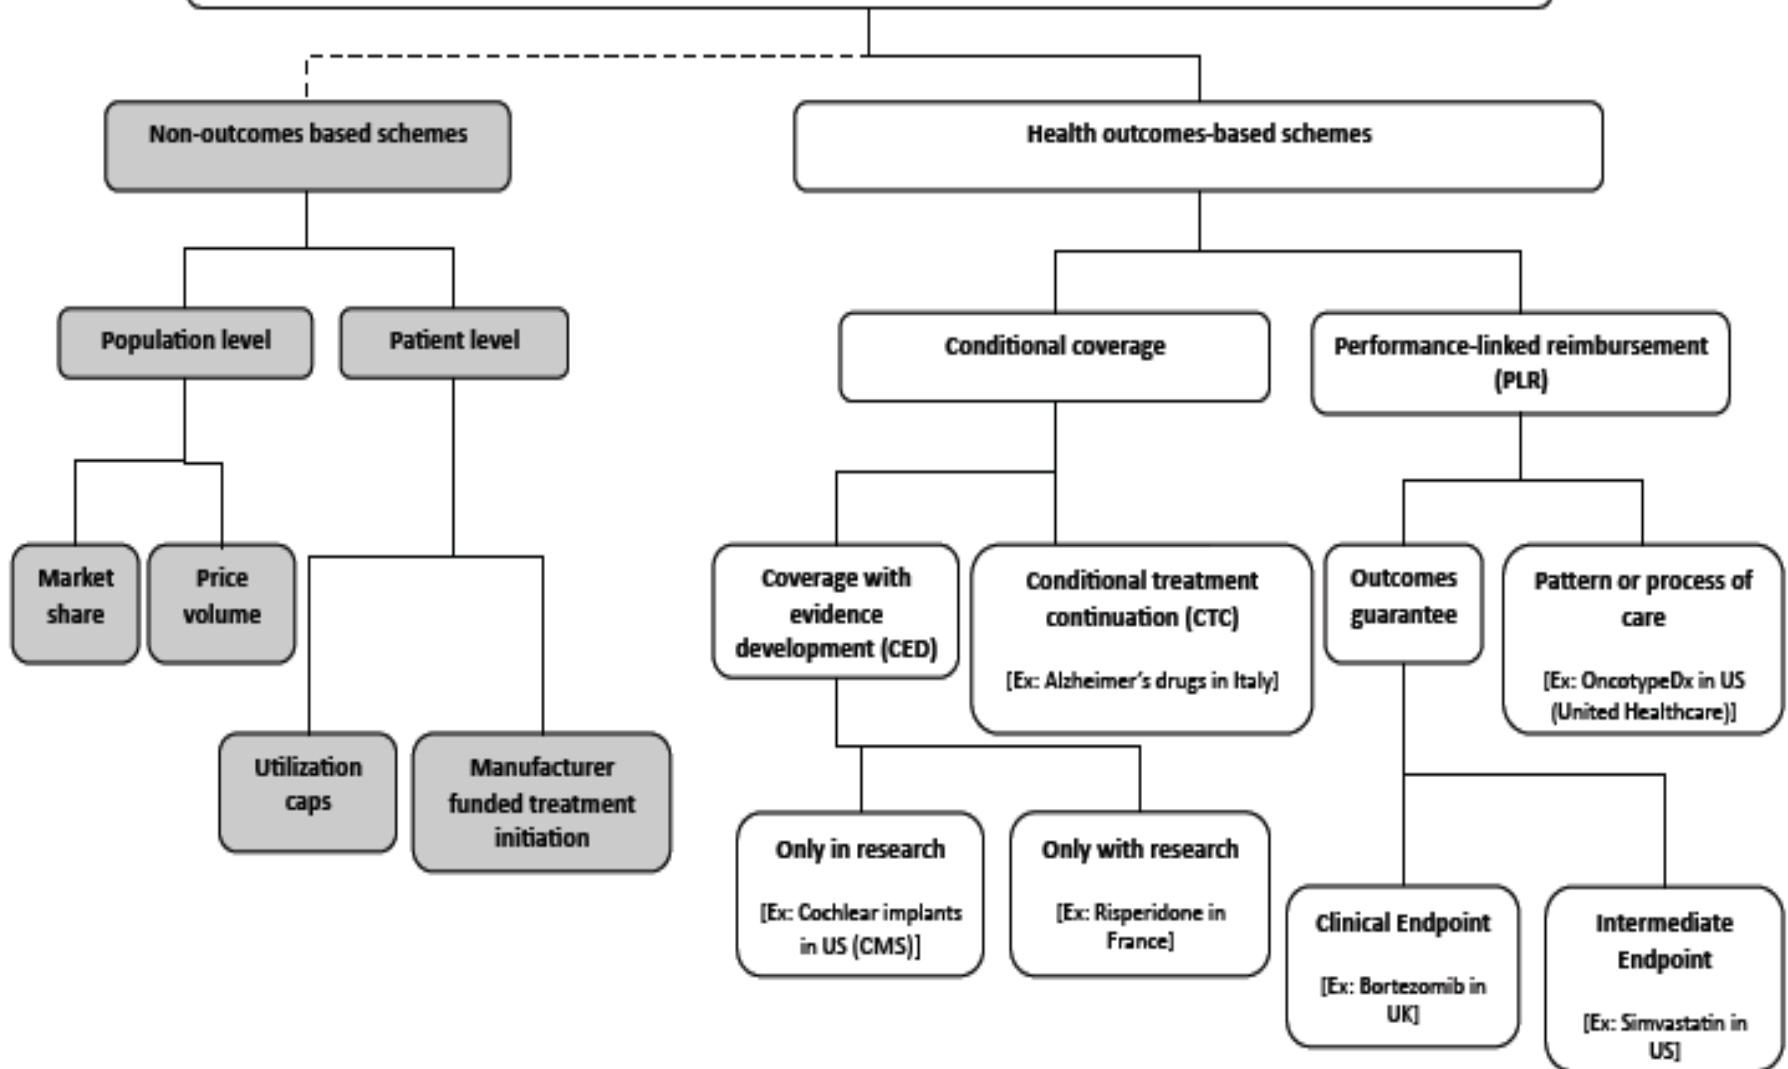 Non-outcomes based schemes
Health outcomes-based schemes
Population level
Patient level
Conditional coverage
Performance-linked reimbursement
(PLR)
Market
share
Price
volume
Coverage with
evidence
development (CED)
Conditional treatment
continuation (CTC)
[Ex: Alzheimer's drugs in Italy]
Outcomes
guarantee
Pattern or process of
care
[Ex: OncotypeDx in US
(United Healthcare)]
Utilization
caps
Manufacturer
funded treatment
initiation
Only in research
[Ex: Cochlear implants
in US (CMS)]
Only with research
[Ex: Risperidone in
France]
Clinical Endpoint
[Ex: Bortezomib in
UK]
Intermediate
Endpoint
[Ex: Simvastatin in
US]